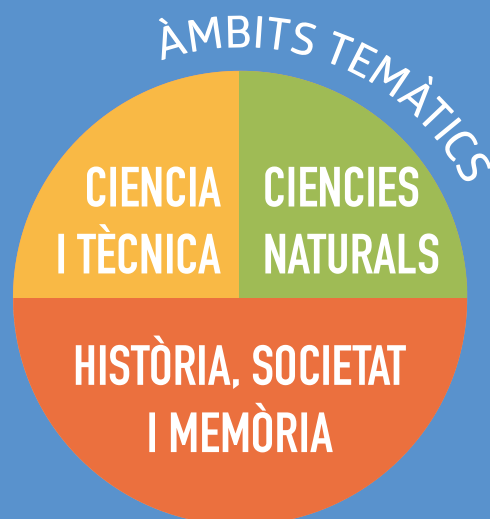 ÀMBITS TEMÀTICS
CIENCIA
I TÈCNICA
CIENCIES
NATURALS
HISTÒRIA, SOCIETAT
I MEMÒRIA